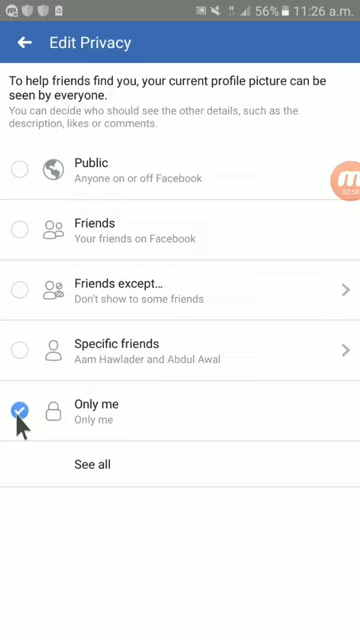 56% 11:26 a.m.
Edit Privacy
To help friends find you, your current profile picture can be
seen by everyone.
You can decide who should see the other details, such as the
description, likes or comments.
Public
Anyone on or off Facebook
Friends
Your friends on Facebook
Friends except...
Don't show to some friends
Specific friends
Aam Hawlader and Abdul Awal
Only me
Only me
See all